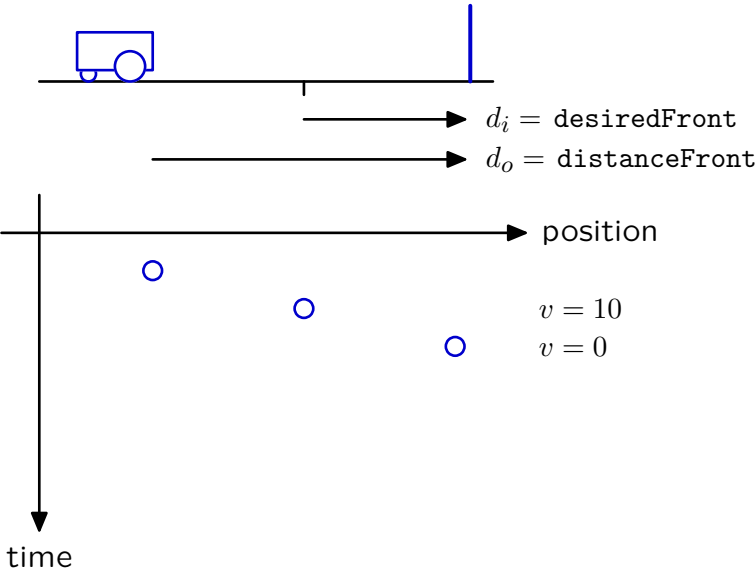 d_i = desiredFront
d_o = distanceFront
position
v = 10
v = 0
time